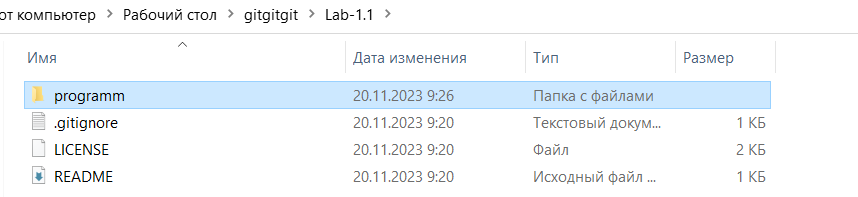 от компьютер > Рабочий стол > gitgitgit > Lab-1.1 >
Имя Дата изменения Тип Размер
programm 20.11.2023 9:26 Папка с файлами
.gitignore 20.11.2023 9:20 Текстовый докум... 1 КБ
LICENSE 20.11.2023 9:20 Файл 2 КБ
README 20.11.2023 9:20 Исходный файл ... 1 КБ